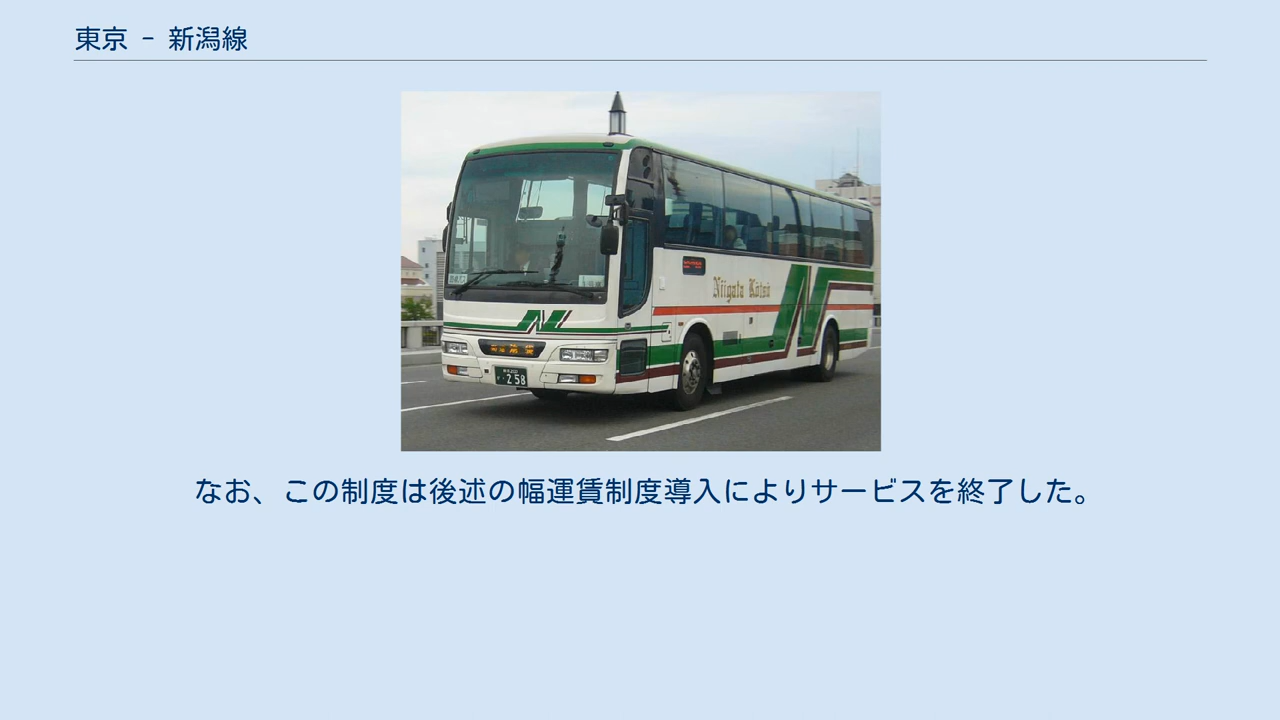 東京 - 新潟線
Niigata Kotsu
258
なお、この制度は後述の幅運賃制度導入によりサービスを終了した。